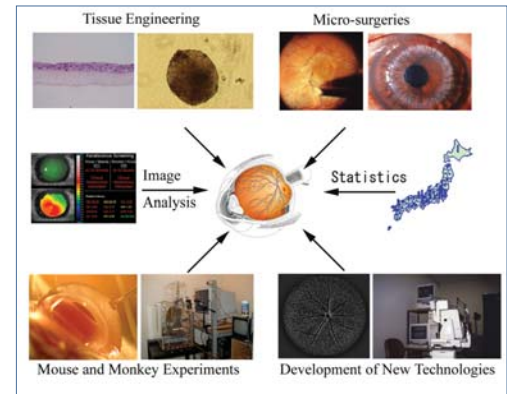 Tissue Engineering
Micro-surgeries
Image
Analysis
Statistics
Mouse and Monkey Experiments
Development of New Technologies